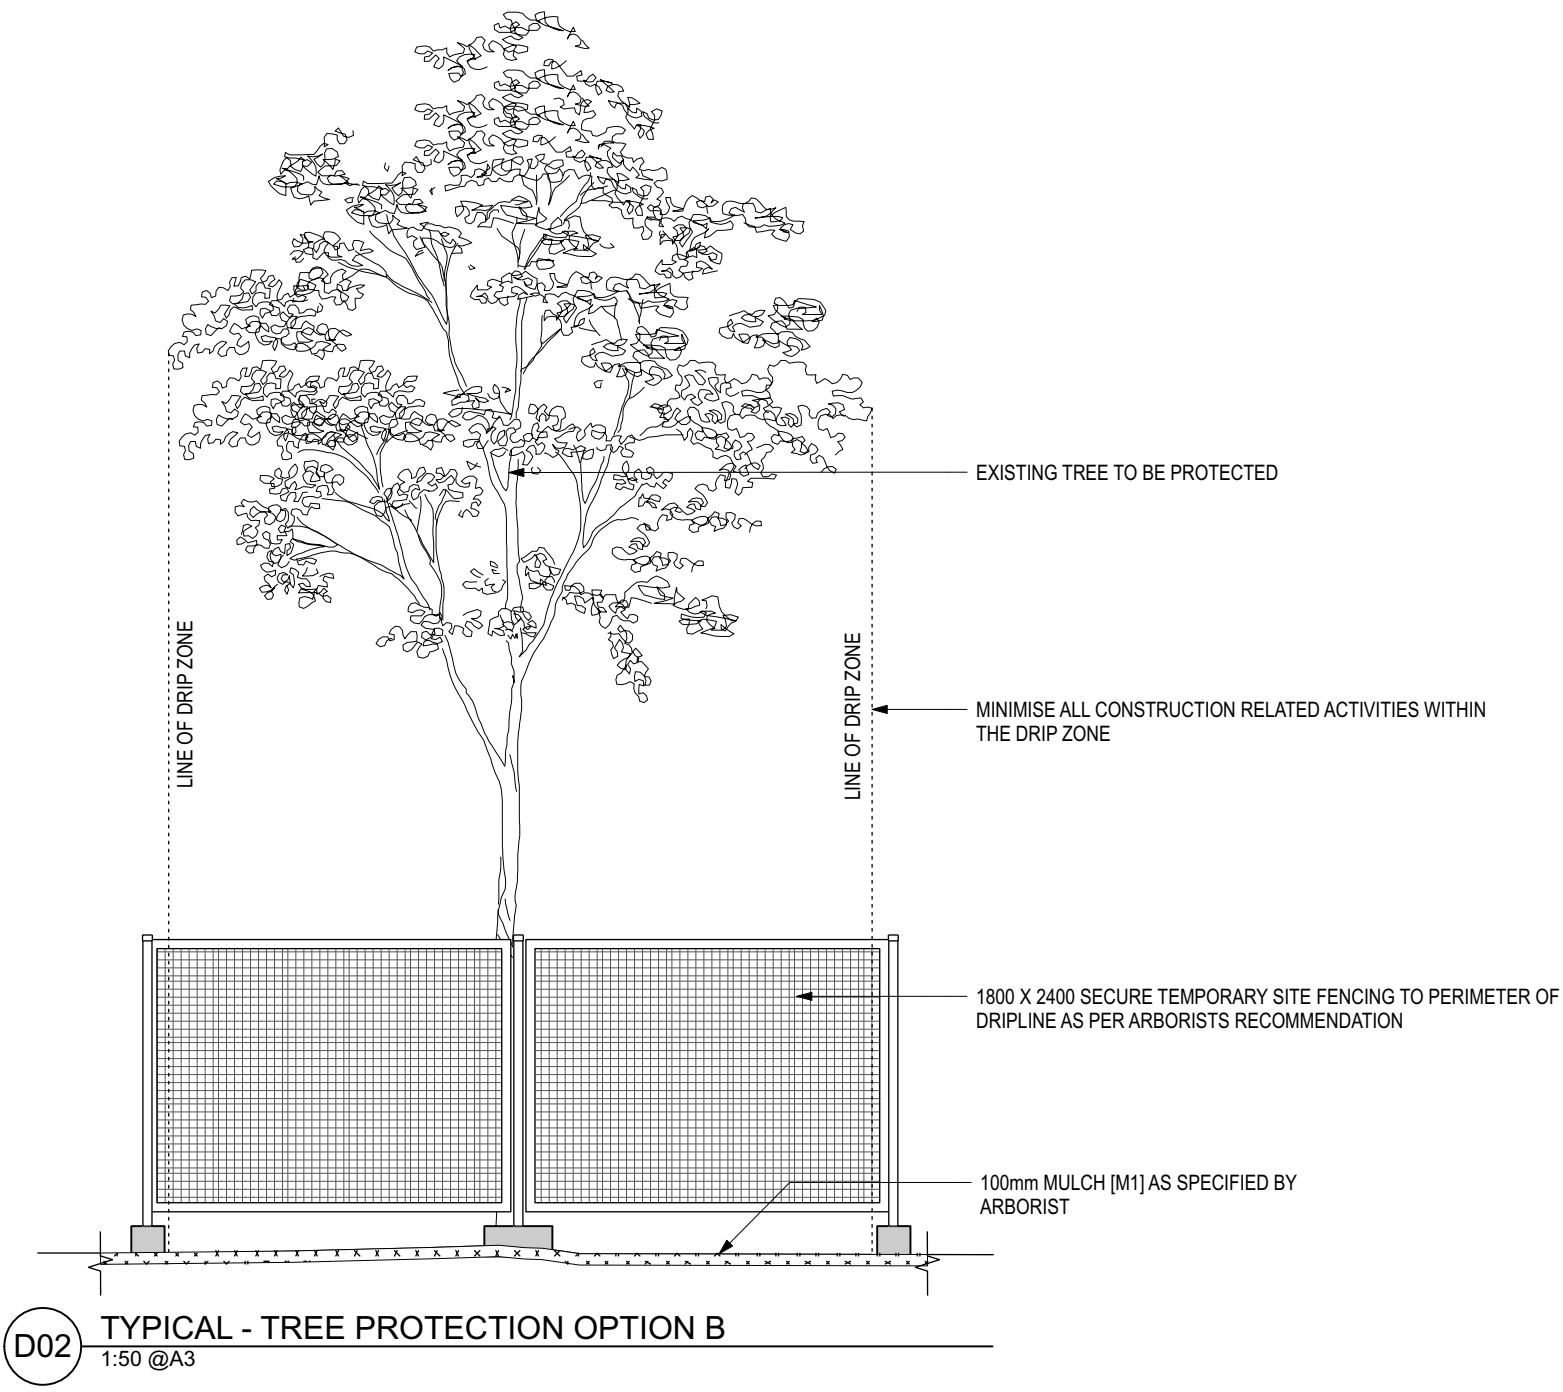 EXISTING TREE TO BE PROTECTED
LINE OF DRIP ZONE
LINE OF DRIP ZONE
MINIMISE ALL CONSTRUCTION RELATED ACTIVITIES WITHIN
THE DRIP ZONE
1800 X 2400 SECURE TEMPORARY SITE FENCING TO PERIMETER OF
DRIPLINE AS PER ARBORISTS RECOMMENDATION
100mm MULCH [M1] AS SPECIFIED BY
ARBORIST
D02
TYPICAL - TREE PROTECTION OPTION B
1:50 @A3